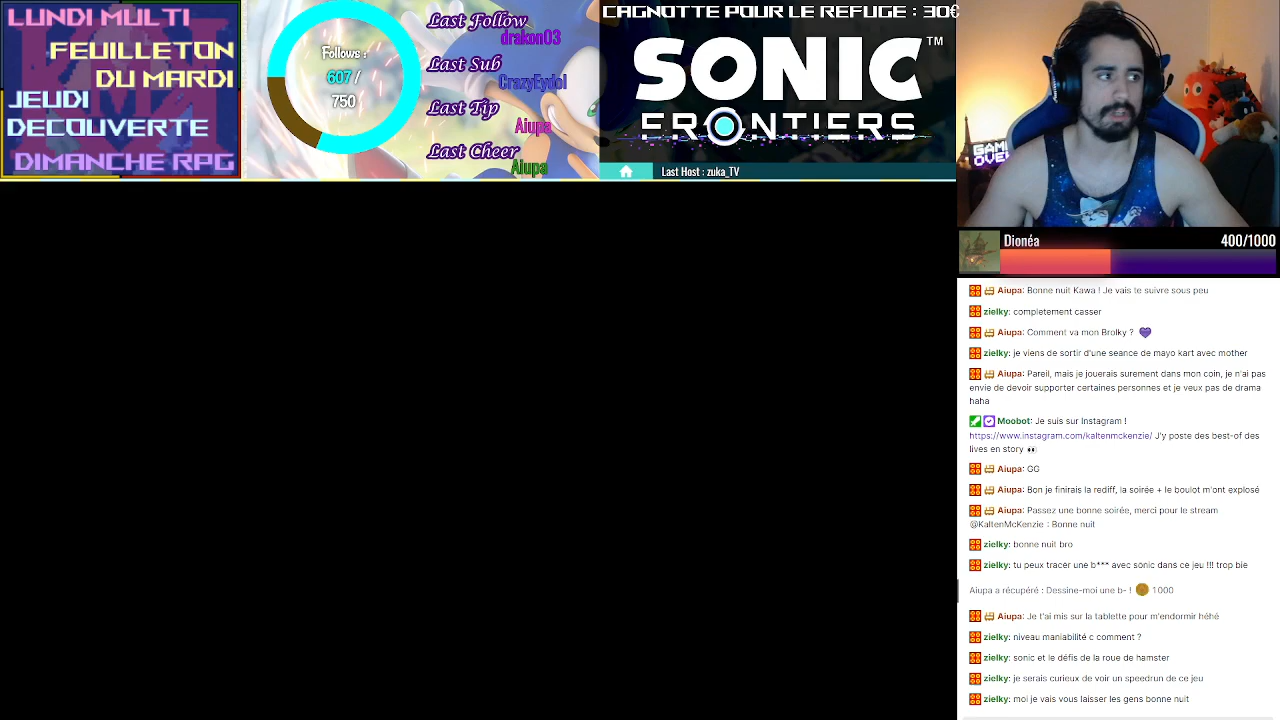 LUNDI MULTI
FEUILLETON
DU MARDI
JEUDI
DECOUVERTE
DIMANCHE RPG
Follows :
607 /
750
Last Follow
drakon03
Last Sub
CrazyEydol
Last Tip
Aiupa
Last Cheer
Aiupa
CAGNOTTE POUR LE REFUGE : 30€
SONIC™
FRONTIERS
Last Host : zuka_TV
GAME
OVER
Dionéa 400/1000
Aiupa: Bonne nuit Kawa ! Je vais te suivre sous peu
zielky: completement casser
Aiupa: Comment va mon Brolky ? 💜
zielky: je viens de sortir d'une seance de mayo kart avec mother
Aiupa: Pareil, mais je jouerais surement dans mon coin, je n'ai pas
envie de devoir supporter certaines personnes et je veux pas de drama
haha
Moobot: Je suis sur Instagram !
https://www.instagram.com/kaltenmckenzie/ J'y poste des best-of des
lives en story 👀
Aiupa: GG
Aiupa: Bon je finirais la rediff, la soirée + le boulot m'ont explosé
Aiupa: Passez une bonne soirée, merci pour le stream
@KaltenMcKenzie : Bonne nuit
zielky: bonne nuit bro
zielky: tu peux tracer une b*** avec sonic dans ce jeu !!! trop bie
Aiupa a récupéré : Dessine-moi une b- ! 1000
Aiupa: Je t'ai mis sur la tablette pour m'endormir héhé
zielky: niveau maniabilité c comment ?
zielky: sonic et le défis de la roue de hamster
zielky: je serais curieux de voir un speedrun de ce jeu
zielky: moi je vais vous laisser les gens bonne nuit